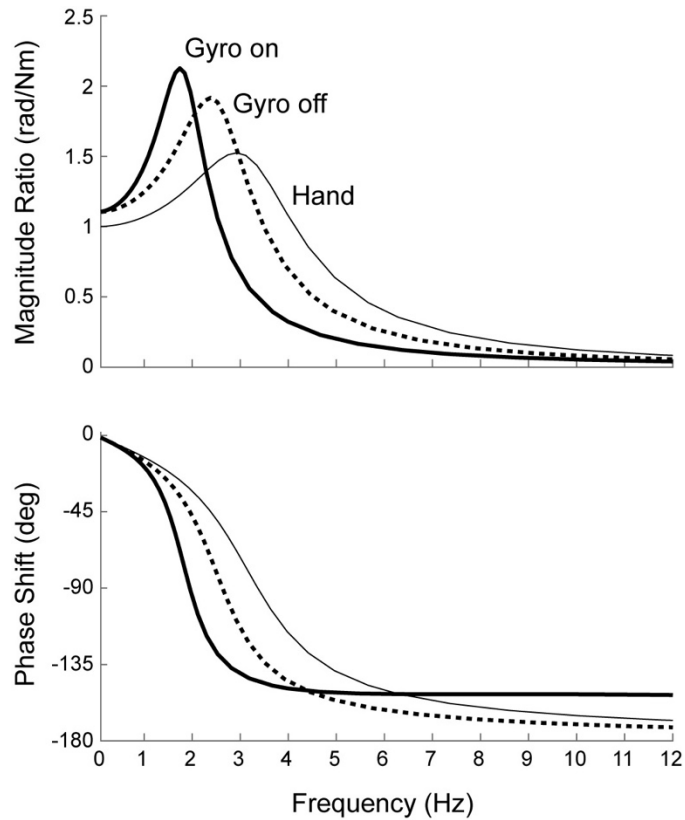 2.5
2
1.5
1
0.5
0
Magnitude Ratio (rad/Nm)
Gyro on
Gyro off
Hand
0
-45
-90
-135
-180
Phase Shift (deg)
0 1 2 3 4 5 6 7 8 9 10 11 12
Frequency (Hz)